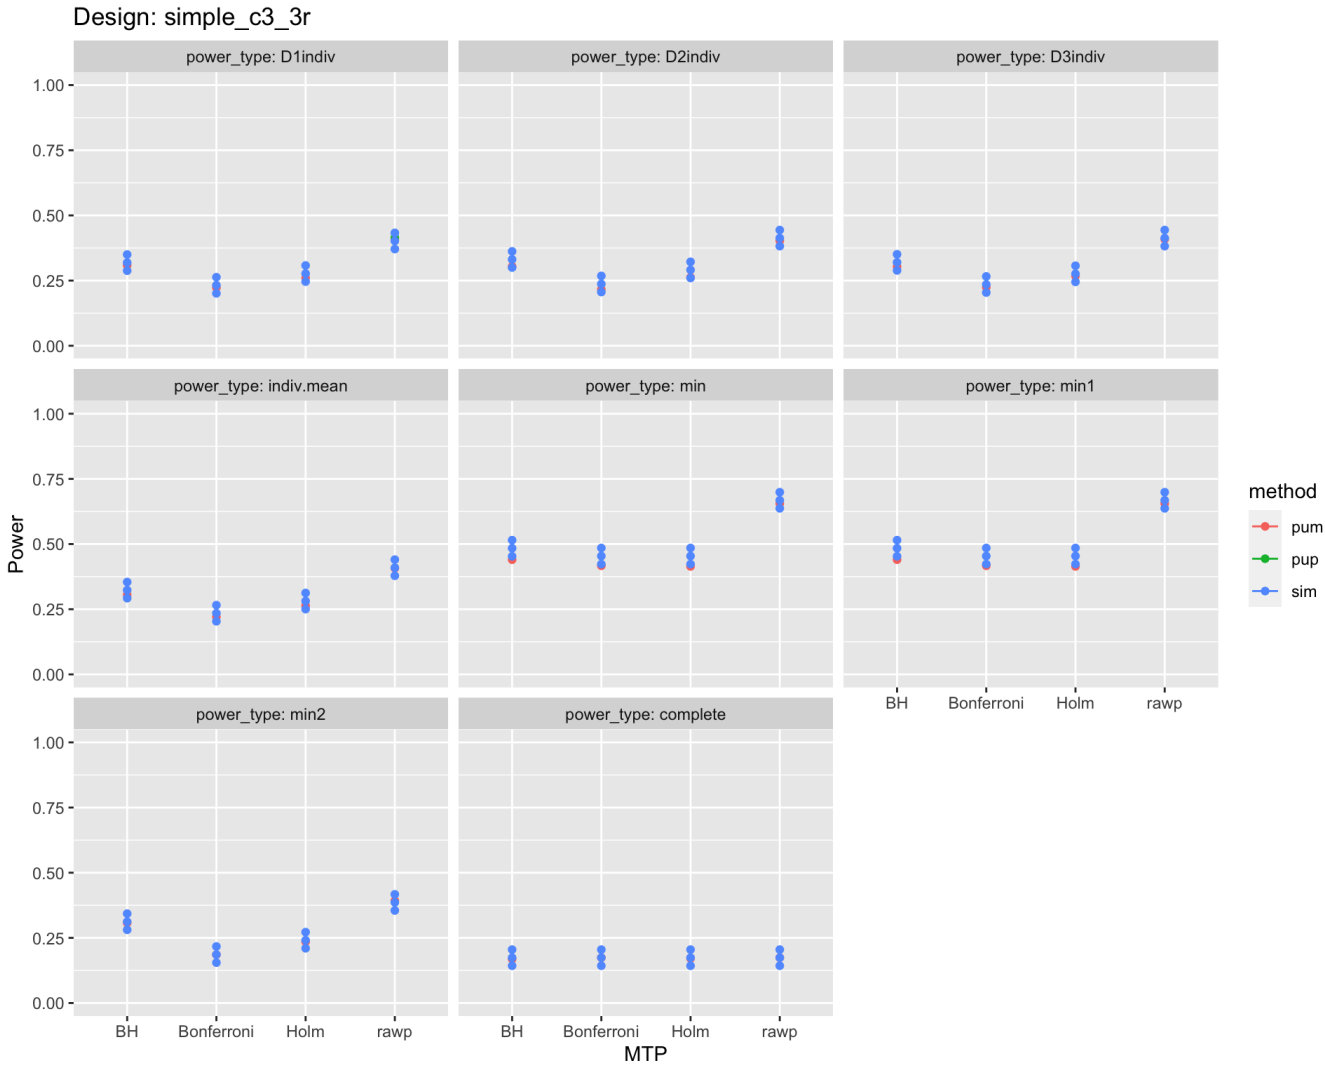 Design: simple_c3_3r
power_type: D1indiv
power_type: D2indiv
power_type: D3indiv
1.00
0.75
0.50
0.25
0.00
power_type: indiv.mean
power_type: min
power_type: min1
1.00
0.75
0.50
0.25
0.00
BH Bonferroni Holm rawp
power_type: min2
power_type: complete
1.00
0.75
0.50
0.25
0.00
BH Bonferroni Holm rawp
BH Bonferroni Holm rawp
MTP
Power
method
pum
pup
sim